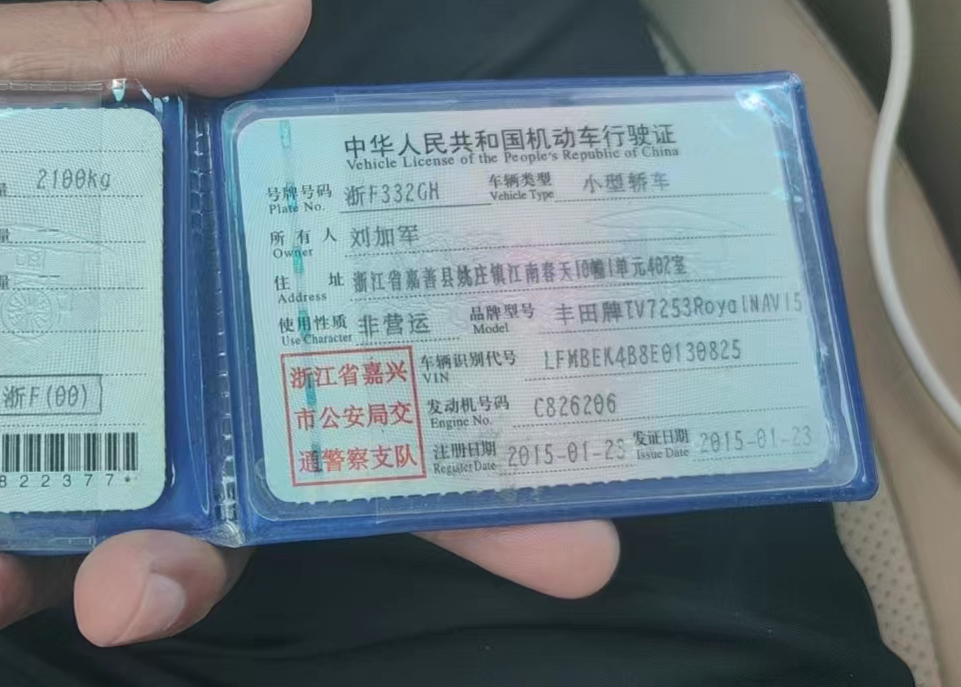 量 2100kg
量 --
量 --
浙F(00)
822377
中华人民共和国机动车行驶证
Vehicle License of the People's Republic of China
号牌号码 浙F332GH 车辆类型 小型轿车
Plate No. Vehicle Type
所有人 刘加军
Owner
住址 浙江省嘉善县姚庄镇江南春天10幢1单元402室
Address
使用性质 非营运 品牌型号 丰田牌TV7253RoyalNAVI5
Use Character Model
浙江省嘉兴
市公安局交
通警察支队
车辆识别代号 LFMBEK4B8E0130825
VIN
发动机号码 C826206
Engine No.
注册日期 2015-01-23 发证日期 2015-01-23
Register Date Issue Date